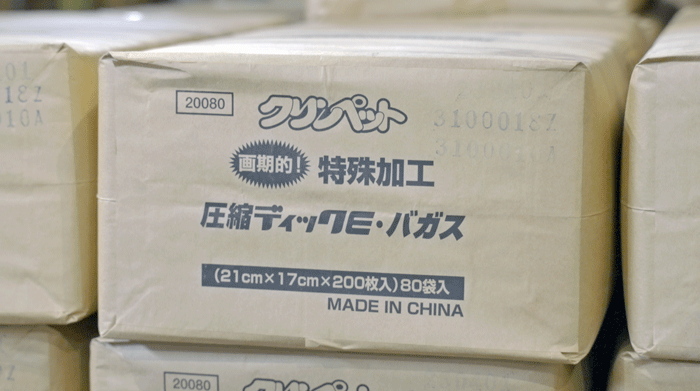 20080
クリンペット
3100018Z
画期的!
特殊加工
圧縮ディックE・バガス
(21cm×17cm×200枚入)80袋入
MADE IN CHINA
18Z
010A
20080